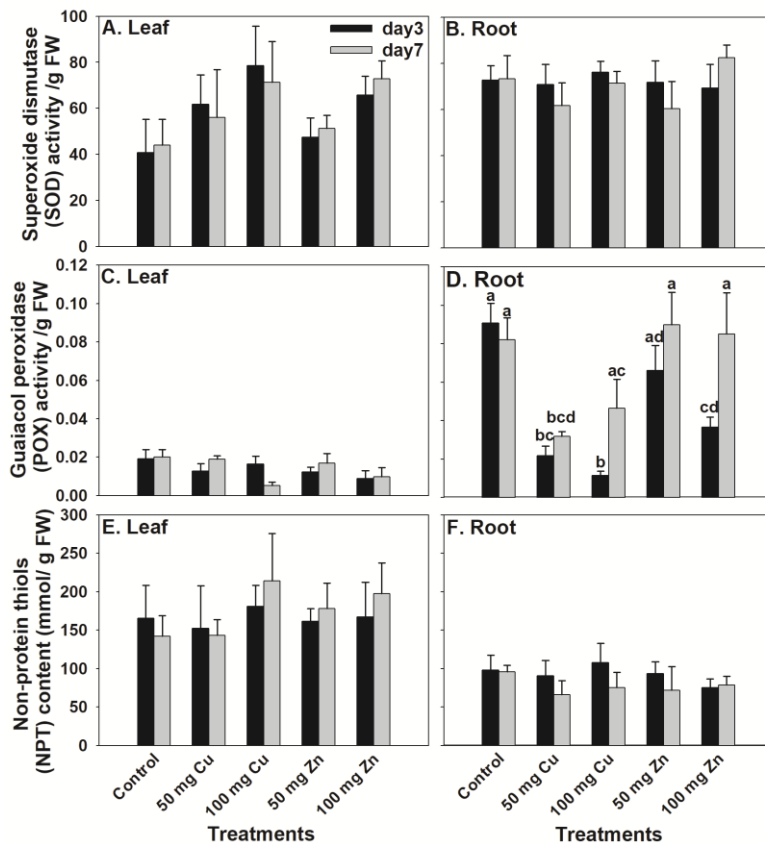 A. Leaf
day3
day7
B. Root
Superoxide dismutase
(SOD) activity /g FW
100
80
60
40
20
0
C. Leaf
D. Root
Guaiacol peroxidase
(POX) activity /g FW
0.12
0.10
0.08
0.06
0.04
0.02
0.00
a
a
bc
bcd
b
ac
ad
a
cd
a
E. Leaf
F. Root
Non-protein thiols
(NPT) content (mmol/ g FW)
300
250
200
150
100
50
0
Control
50 mg Cu
100 mg Cu
50 mg Zn
100 mg Zn
Treatments
Control
50 mg Cu
100 mg Cu
50 mg Zn
100 mg Zn
Treatments